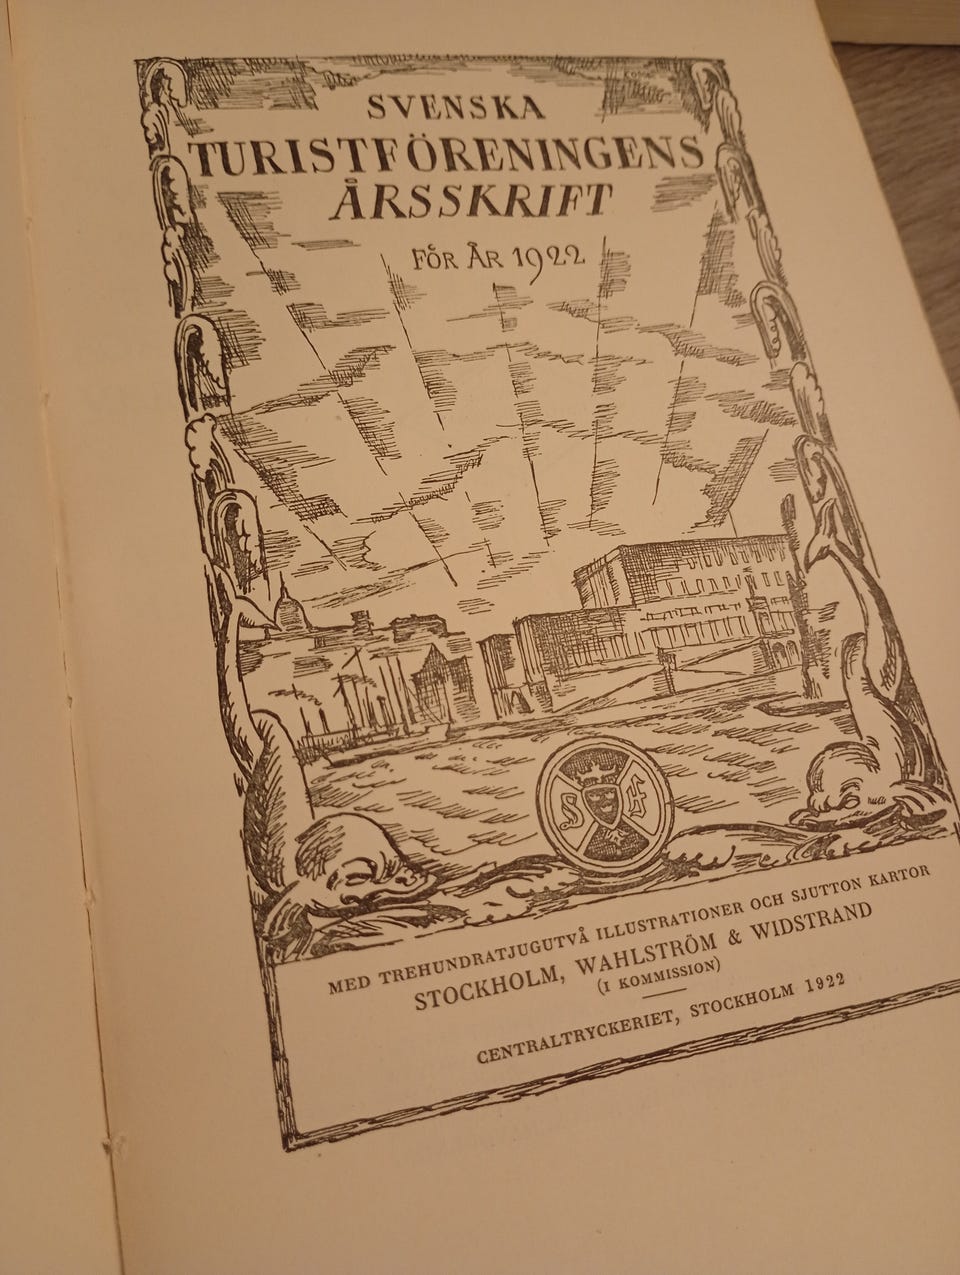 SVENSKA
TURISTFÖRENINGENS
ÅRSSKRIFT
FÖR ÅR 1922
S F
MED TREHUNDRATJUGUTVÅ ILLUSTRATIONER OCH SJUTTON KARTOR
STOCKHOLM, WAHLSTRÖM & WIDSTRAND
(I KOMMISSION)
CENTRALTRYCKERIET, STOCKHOLM 1922